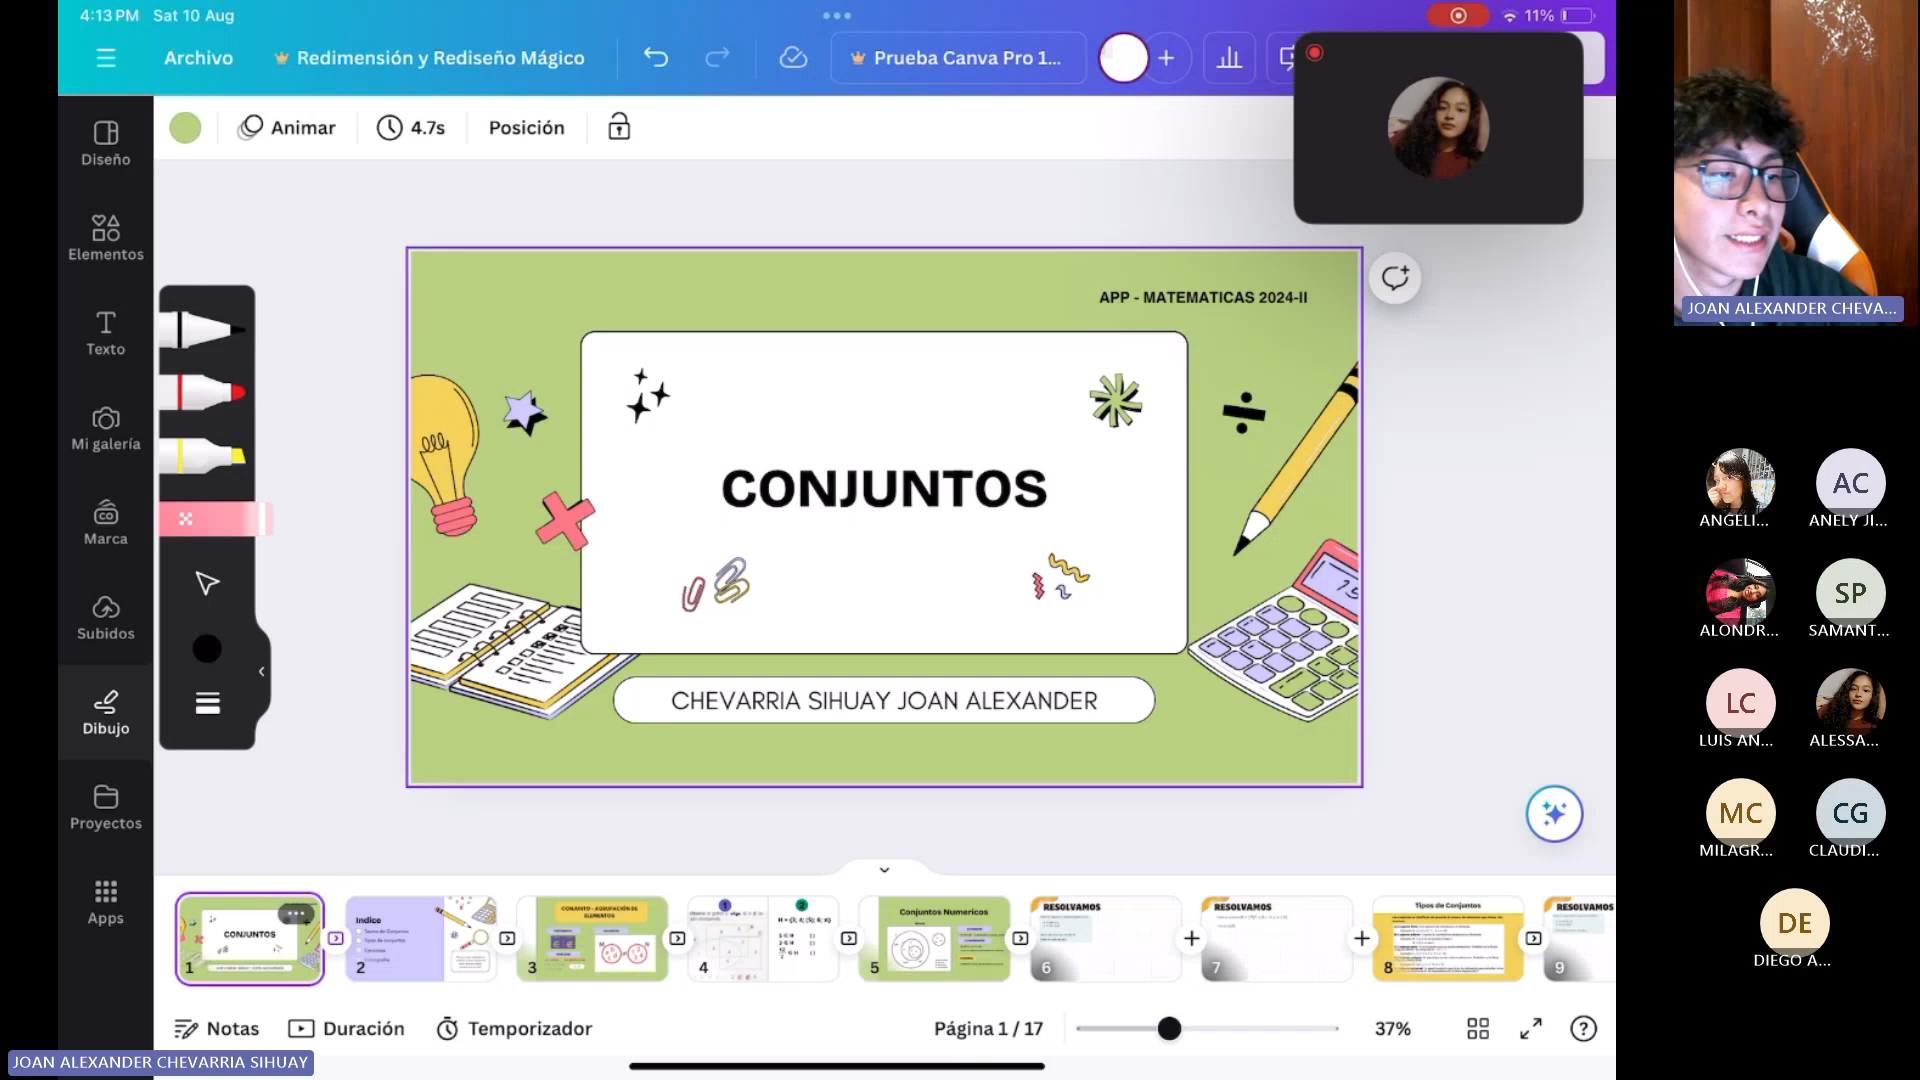 4:13 PM Sat 10 Aug
11%
Archivo
Redimensión y Rediseño Mágico
Prueba Canva Pro 1...
Animar
4.7s
Posición
Diseño
Elementos
Texto
Mi galería
Marca
Subidos
Dibujo
Proyectos
Apps
APP - MATEMATICAS 2024-II
CONJUNTOS
CHEVARRIA SIHUAY JOAN ALEXANDER
CONJUNTOS
1
Indice
2
CONJUNTO - AGRUPACIÓN DE
ELEMENTOS
3
4
Conjuntos Numericos
5
RESOLVAMOS
6
RESOLVAMOS
7
Tipos de Conjuntos
8
RESOLVAMOS
9
Notas
Duración
Temporizador
Página 1 / 17
37%
JOAN ALEXANDER CHEVARRIA SIHUAY
JOAN ALEXANDER CHEVA...
ANGELI...
AC
ANELY JI...
ALONDR...
SP
SAMANT...
LC
LUIS AN...
ALESSA...
MC
MILAGR...
CG
CLAUDI...
DE
DIEGO A...